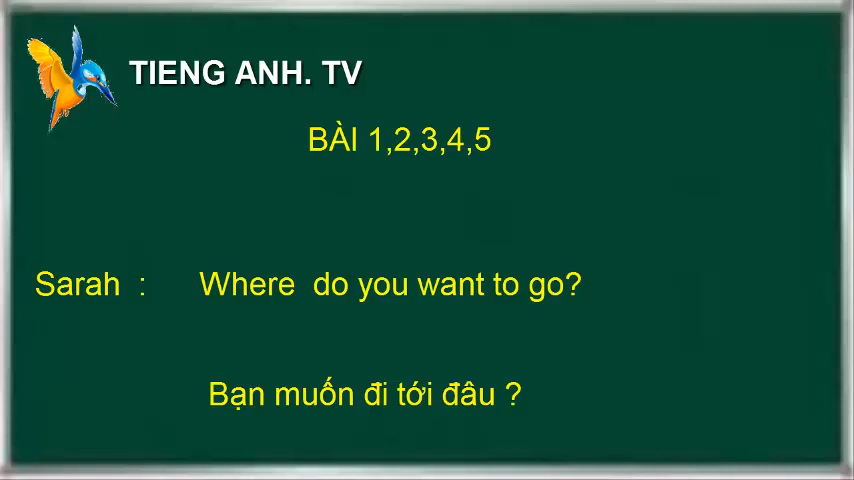 TIENG ANH. TV
BÀI 1,2,3,4,5
Sarah : Where do you want to go?
Bạn muốn đi tới đâu ?